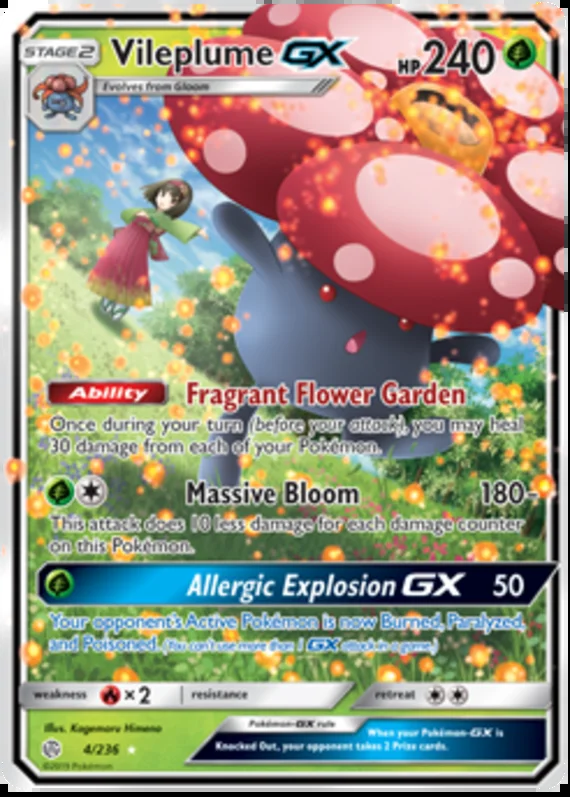 STAGE 2 Vileplume GX HP 240
Evolves from Gloom
Ability Fragrant Flower Garden
Once during your turn (before your attack), you may heal
30 damage from each of your Pokémon.
Massive Bloom 180-
This attack does 10 less damage for each damage counter
on this Pokémon.
Allergic Explosion GX 50
Your opponent's Active Pokémon is now Burned, Paralyzed,
and Poisoned. (You can't use more than 1 GX attack in a game.)
weakness ×2 resistance retreat
Illus. Kagemaru Himeno
4/236
©2019 Pokémon
Pokémon-GX rule
When your Pokémon-GX is
Knocked Out, your opponent takes 2 Prize cards.